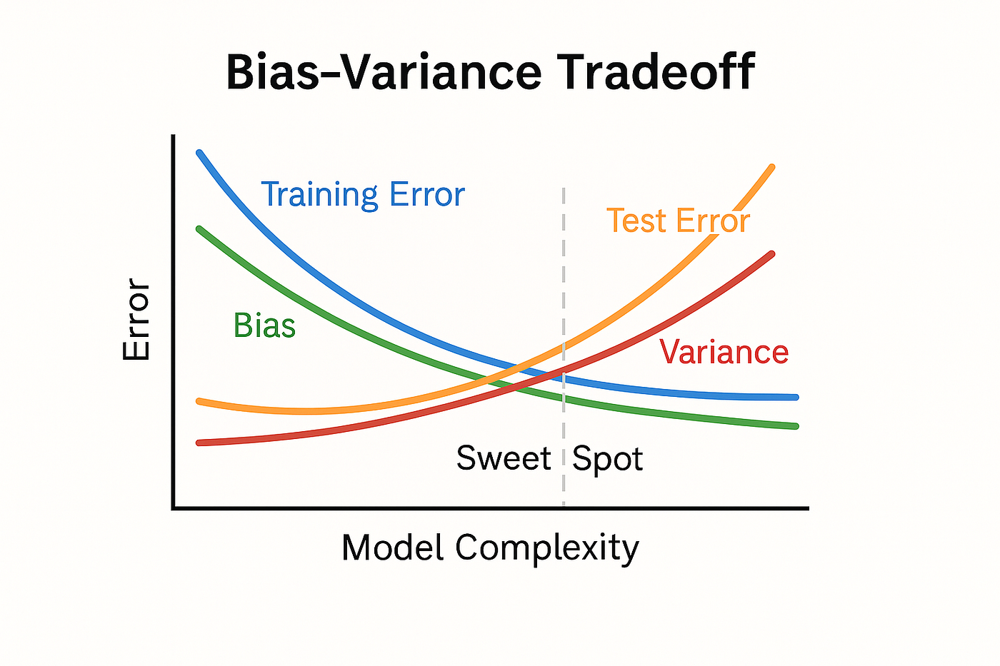 Bias–Variance Tradeoff
Training Error
Test Error
Bias
Variance
Error
Sweet Spot
Model Complexity